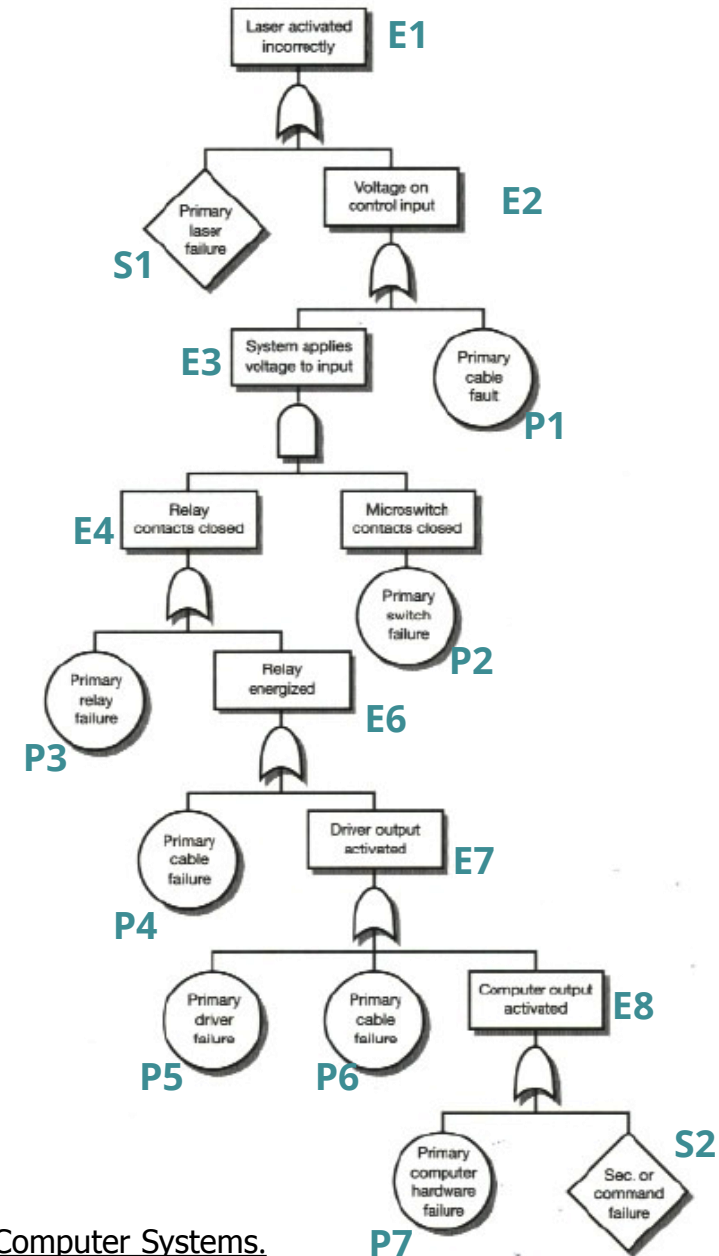 Laser activated
incorrectly
E1
Primary
laser
failure
S1
Voltage on
control input
E2
System applies
voltage to input
E3
Primary
cable
fault
P1
Relay
contacts closed
E4
Microswitch
contacts closed
Primary
switch
failure
P2
Primary
relay
failure
P3
Relay
energized
E6
Primary
cable
failure
P4
Driver output
activated
E7
Primary
driver
failure
P5
Primary
cable
failure
P6
Computer output
activated
E8
Primary
computer
hardware
failure
P7
Sec. or
command
failure
S2
Computer Systems.